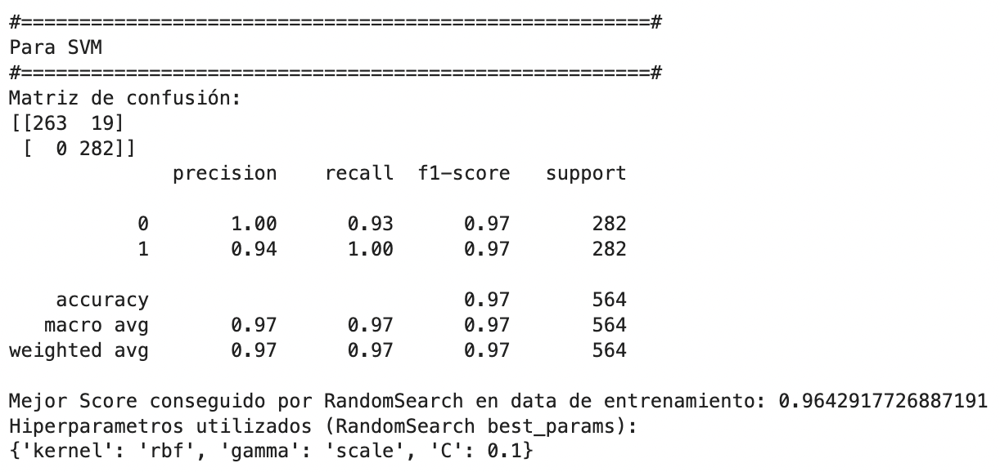 #======================================================#
Para SVM
#======================================================#
Matriz de confusión:
[[263  19]
 [  0 282]]
              precision    recall  f1-score   support

           0       1.00      0.93      0.97       282
           1       0.94      1.00      0.97       282

    accuracy                           0.97       564
   macro avg       0.97      0.97      0.97       564
weighted avg       0.97      0.97      0.97       564

Mejor Score conseguido por RandomSearch en data de entrenamiento: 0.9642917726887191
Hiperparametros utilizados (RandomSearch best_params):
{'kernel': 'rbf', 'gamma': 'scale', 'C': 0.1}